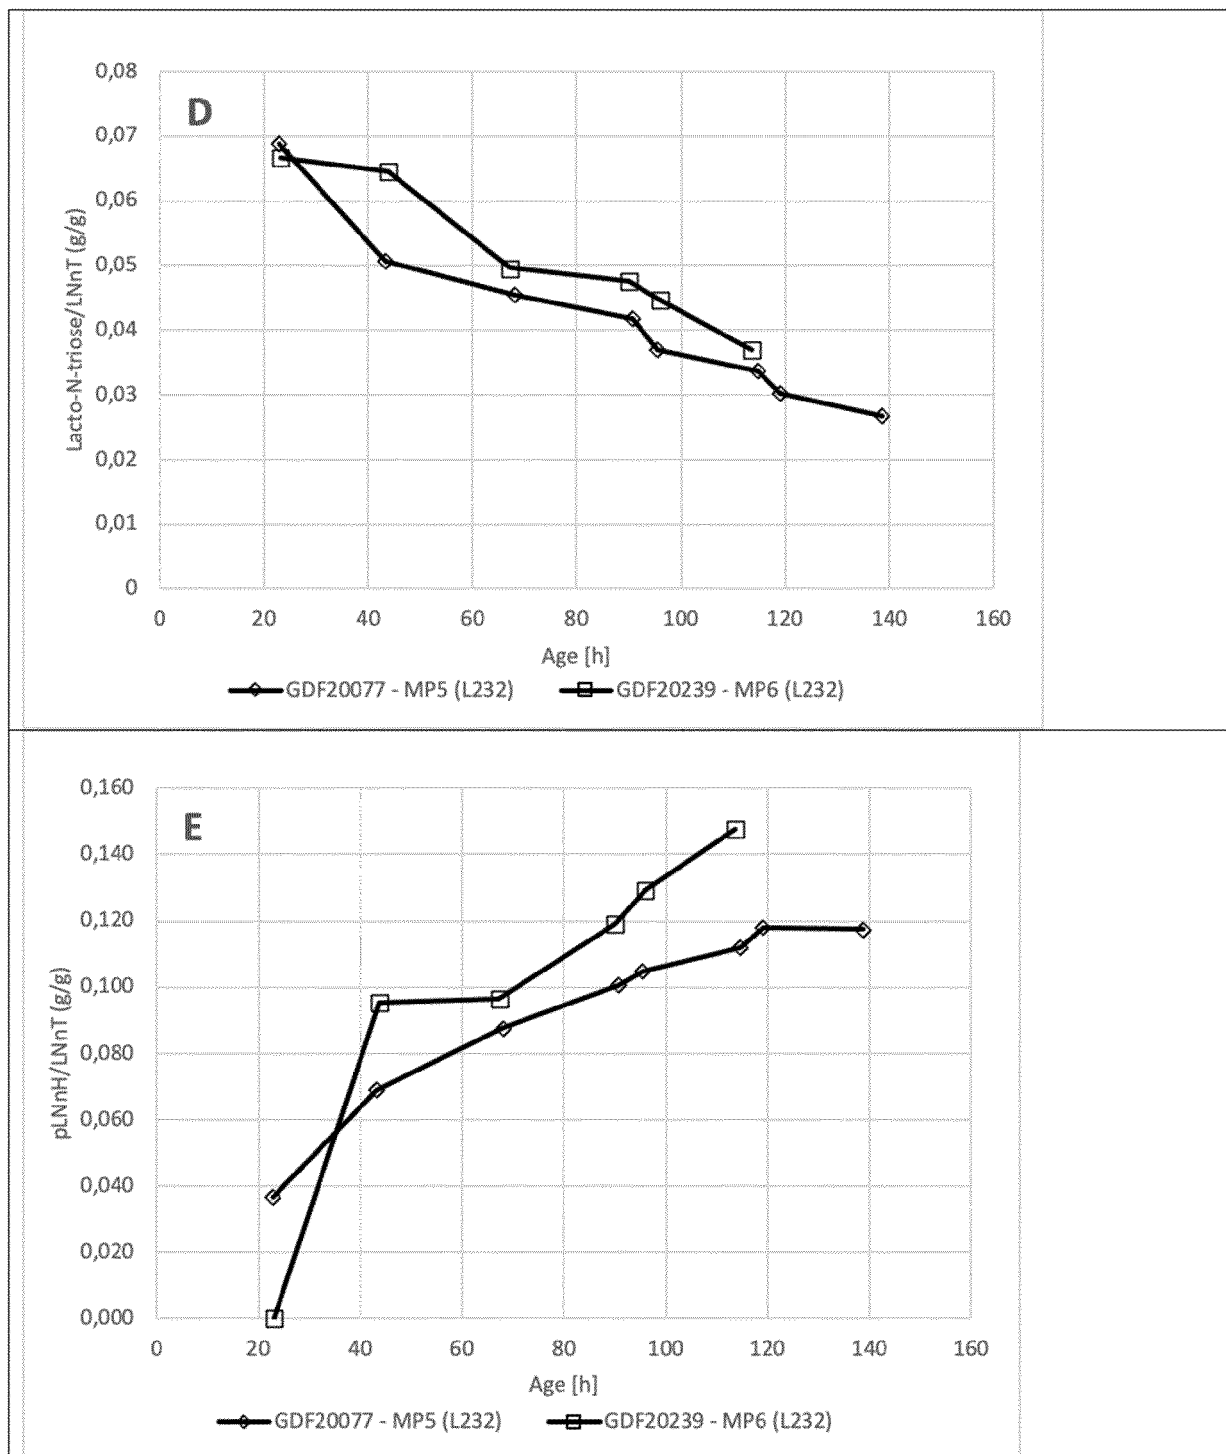 D
Lacto-N-triose/LNnT (g/g)
0,08
0,07
0,06
0,05
0,04
0,03
0,02
0,01
0
0 20 40 60 80 100 120 140 160
Age [h]
GDF20077 - MP5 (L232) GDF20239 - MP6 (L232)
E
pLNnH/LNnT (g/g)
0,160
0,140
0,120
0,100
0,080
0,060
0,040
0,020
0,000
0 20 40 60 80 100 120 140 160
Age [h]
GDF20077 - MP5 (L232) GDF20239 - MP6 (L232)